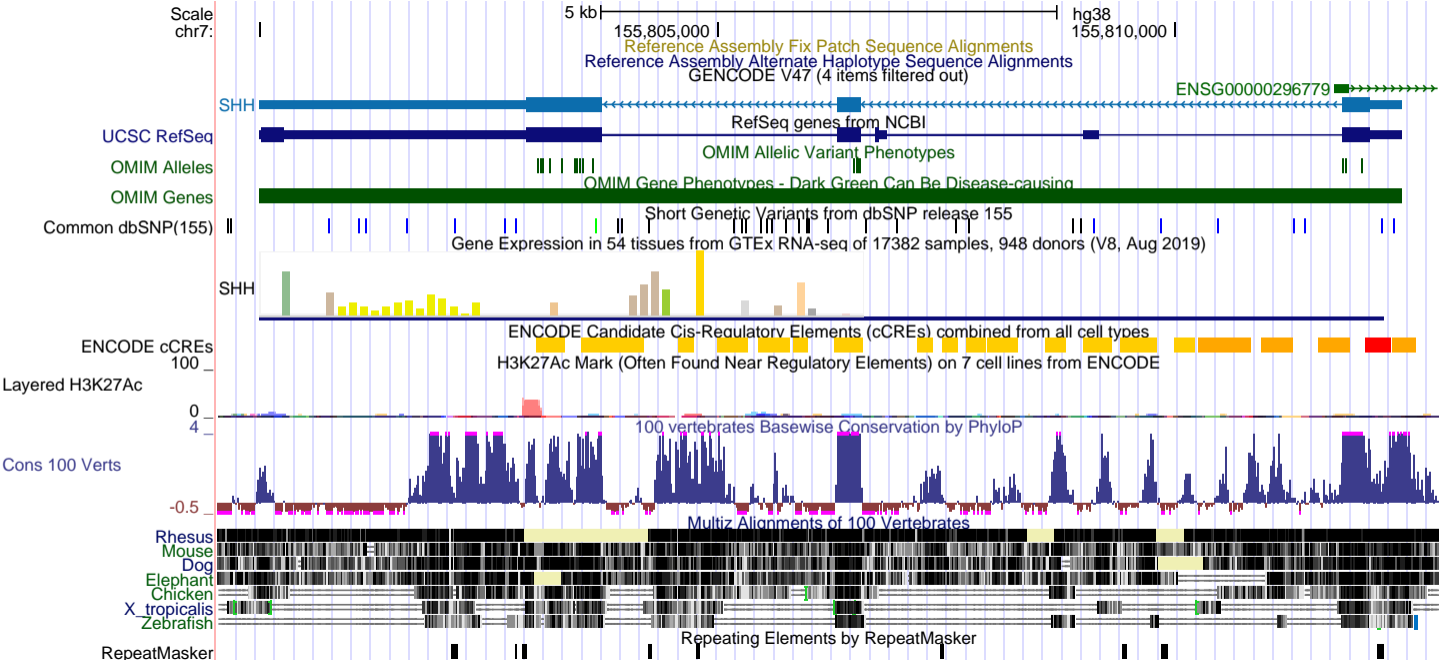 Scale 5 kb hg38
chr7: 155,805,000 155,810,000
Reference Assembly Fix Patch Sequence Alignments
Reference Assembly Alternate Haplotype Sequence Alignments
GENCODE V47 (4 items filtered out)
ENSG00000296779
SHH
RefSeq genes from NCBI
UCSC RefSeq
OMIM Allelic Variant Phenotypes
OMIM Alleles
OMIM Gene Phenotypes - Dark Green Can Be Disease-causing
OMIM Genes
Short Genetic Variants from dbSNP release 155
Common dbSNP(155)
Gene Expression in 54 tissues from GTEx RNA-seq of 17382 samples, 948 donors (V8, Aug 2019)
SHH
ENCODE Candidate Cis-Regulatory Elements (cCREs) combined from all cell types
ENCODE cCREs
H3K27Ac Mark (Often Found Near Regulatory Elements) on 7 cell lines from ENCODE
100 _
Layered H3K27Ac
0 _
100 vertebrates Basewise Conservation by PhyloP
4 _
Cons 100 Verts
-0.5 _
Multiz Alignments of 100 Vertebrates
Rhesus
Mouse
Dog
Elephant
Chicken
X_tropicalis
Zebrafish
Repeating Elements by RepeatMasker
RepeatMasker